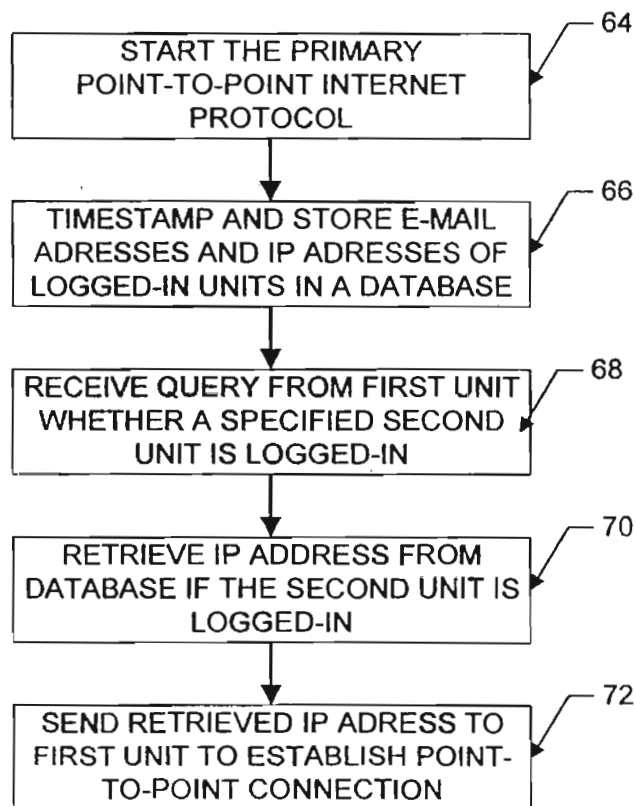 64
START THE PRIMARY
POINT-TO-POINT INTERNET
PROTOCOL
66
TIMESTAMP AND STORE E-MAIL
ADRESSES AND IP ADRESSES OF
LOGGED-IN UNITS IN A DATABASE
68
RECEIVE QUERY FROM FIRST UNIT
WHETHER A SPECIFIED SECOND
UNIT IS LOGGED-IN
70
RETRIEVE IP ADDRESS FROM
DATABASE IF THE SECOND UNIT IS
LOGGED-IN
72
SEND RETRIEVED IP ADRESS TO
FIRST UNIT TO ESTABLISH POINT-
TO-POINT CONNECTION